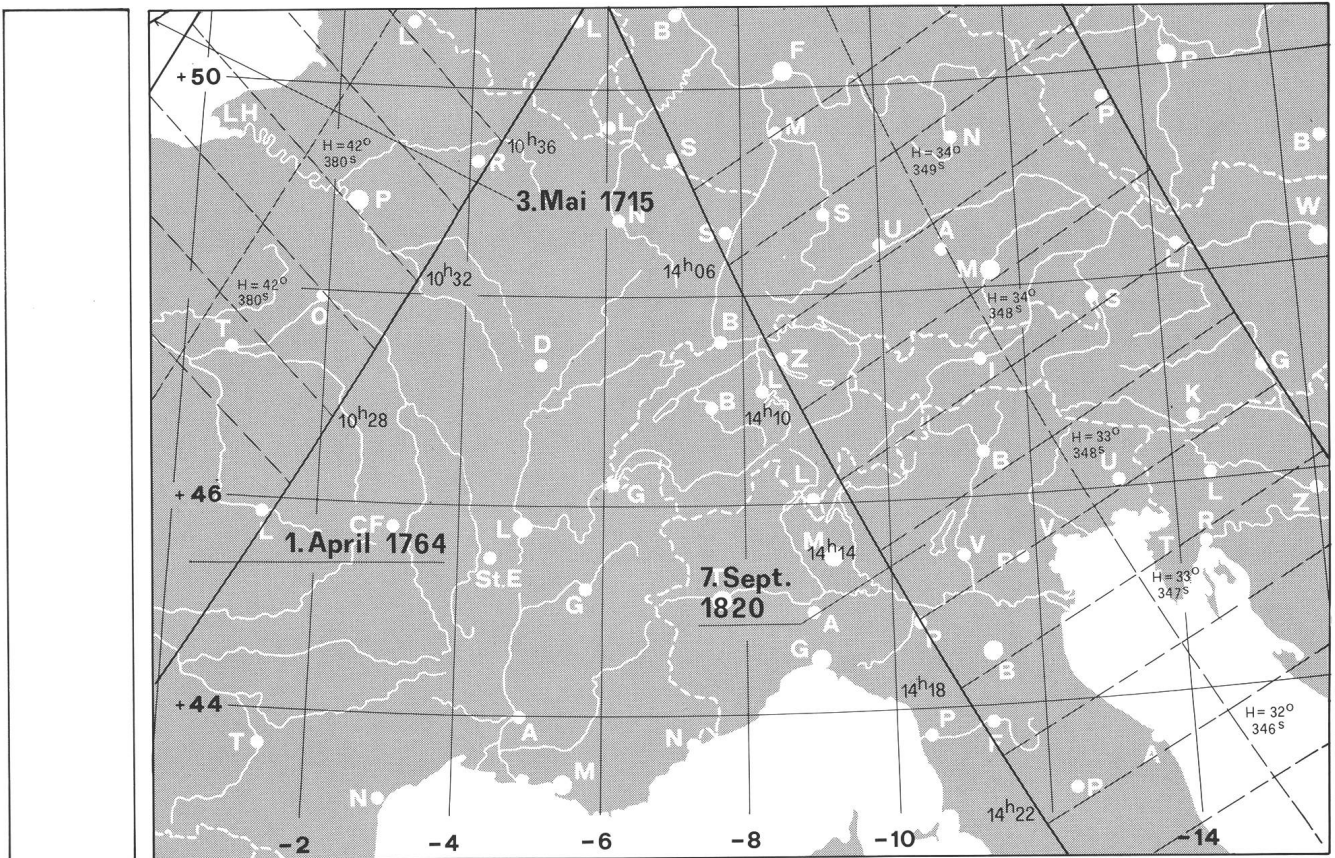 L
L
B
F
P
+50
LH
L
M
P
N
B
H=42°
380ˢ
R
10ʰ36
S
H=34°
349ˢ
P
3.Mai 1715
N
S
S
U
A
W
M
L
10ʰ32
14ʰ06
H=42°
380ˢ
O
H=34°
348ˢ
S
T
D
B
Z
I
G
L
B
K
10ʰ28
14ʰ10
H=33°
348ˢ
U
B
+46
G
L
L
Z
L
CF
L
1.April 1764
M
14ʰ14
V
P
V
T
R
St.E
7.Sept.
1820
T
H=33°
347ˢ
G
A
P
G
B
14ʰ18
+44
H=32°
346ˢ
T
A
N
P
F
A
M
N
P
14ʰ22
-2
-4
-6
-8
-10
-14